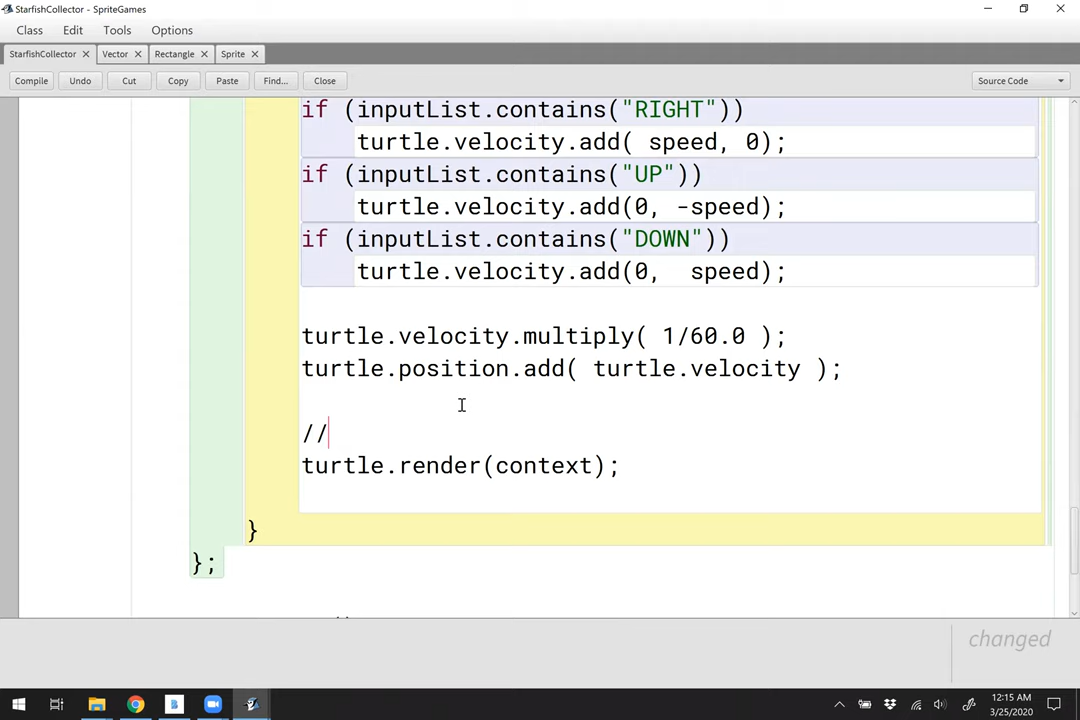 StarfishCollector - SpriteGames
Class Edit Tools Options
StarfishCollector × Vector × Rectangle × Sprite ×
Compile Undo Cut Copy Paste Find... Close Source Code
if (inputList.contains("RIGHT"))
turtle.velocity.add( speed, 0);
if (inputList.contains("UP"))
turtle.velocity.add(0, -speed);
if (inputList.contains("DOWN"))
turtle.velocity.add(0,  speed);
turtle.velocity.multiply( 1/60.0 );
turtle.position.add( turtle.velocity );
//
turtle.render(context);
}
};
changed
12:15 AM
3/25/2020